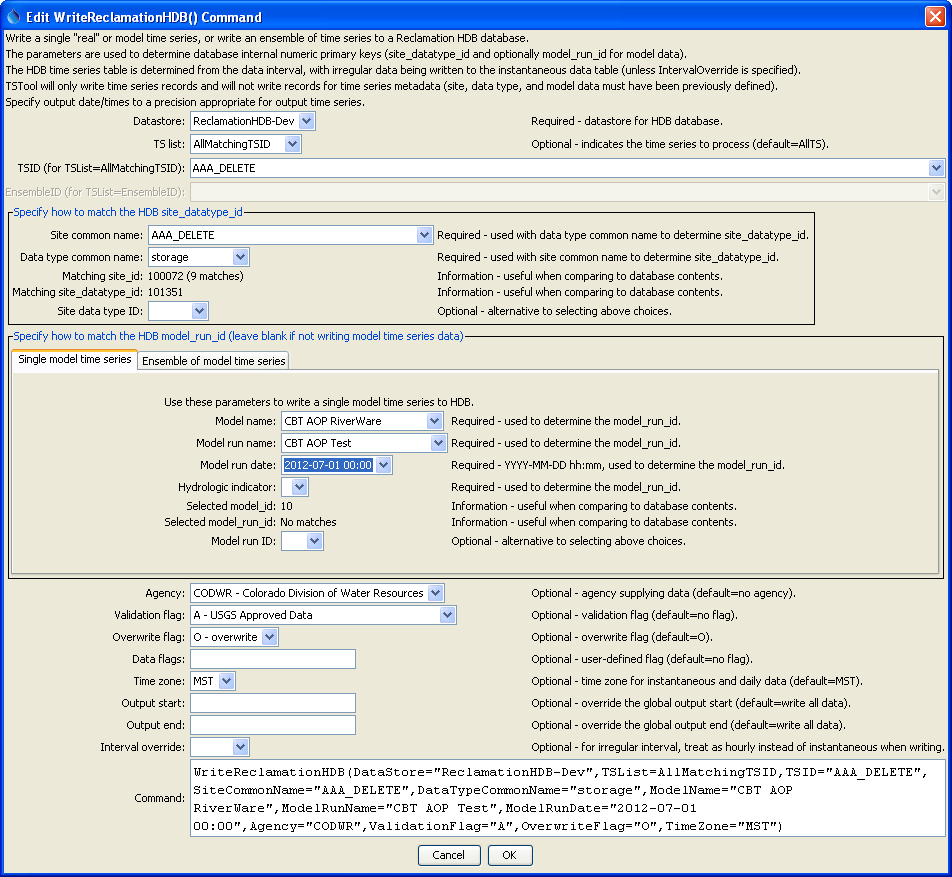 Edit WriteReclamationHDB() Command
Write a single "real" or model time series, or write an ensemble of time series to a Reclamation HDB database.
The parameters are used to determine database internal numeric primary keys (site_datatype_id and optionally model_run_id for model data).
The HDB time series table is determined from the data interval, with irregular data being written to the instantaneous data table (unless IntervalOverride is specified).
TSTool will only write time series records and will not write records for time series metadata (site, data type, and model data must have been previously defined).
Specify output date/times to a precision appropriate for output time series.
Datastore: ReclamationHDB-Dev Required - datastore for HDB database.
TS list: AllMatchingTSID Optional - indicates the time series to process (default=AllTS).
TSID (for TSList=AllMatchingTSID): AAA_DELETE
EnsembleID (for TSList=EnsembleID):
Specify how to match the HDB site_datatype_id
Site common name: AAA_DELETE Required - used with data type common name to determine site_datatype_id.
Data type common name: storage Required - used with site common name to determine site_datatype_id.
Matching site_id: 100072 (9 matches) Information - useful when comparing to database contents.
Matching site_datatype_id: 101351 Information - useful when comparing to database contents.
Site data type ID: Optional - alternative to selecting above choices.
Specify how to match the HDB model_run_id (leave blank if not writing model time series data)
Single model time series Ensemble of model time series
Use these parameters to write a single model time series to HDB.
Model name: CBT AOP RiverWare Required - used to determine the model_run_id.
Model run name: CBT AOP Test Required - used to determine the model_run_id.
Model run date: 2012-07-01 00:00 Required - YYYY-MM-DD hh:mm, used to determine the model_run_id.
Hydrologic indicator: Required - used to determine the model_run_id.
Selected model_id: 10 Information - useful when comparing to database contents.
Selected model_run_id: No matches Information - useful when comparing to database contents.
Model run ID: Optional - alternative to selecting above choices.
Agency: CODWR - Colorado Division of Water Resources Optional - agency supplying data (default=no agency).
Validation flag: A - USGS Approved Data Optional - validation flag (default=no flag).
Overwrite flag: O - overwrite Optional - overwrite flag (default=O).
Data flags: Optional - user-defined flag (default=no flag).
Time zone: MST Optional - time zone for instantaneous and daily data (default=MST).
Output start: Optional - override the global output start (default=write all data).
Output end: Optional - override the global output end (default=write all data).
Interval override: Optional - for irregular interval, treat as hourly instead of instantaneous when writing.
Command:
WriteReclamationHDB(DataStore="ReclamationHDB-Dev",TSList=AllMatchingTSID,TSID="AAA_DELETE",
SiteCommonName="AAA_DELETE",DataTypeCommonName="storage",ModelName="CBT AOP
RiverWare",ModelRunName="CBT AOP Test",ModelRunDate="2012-07-01
00:00",Agency="CODWR",ValidationFlag="A",OverwriteFlag="O",TimeZone="MST")
Cancel OK